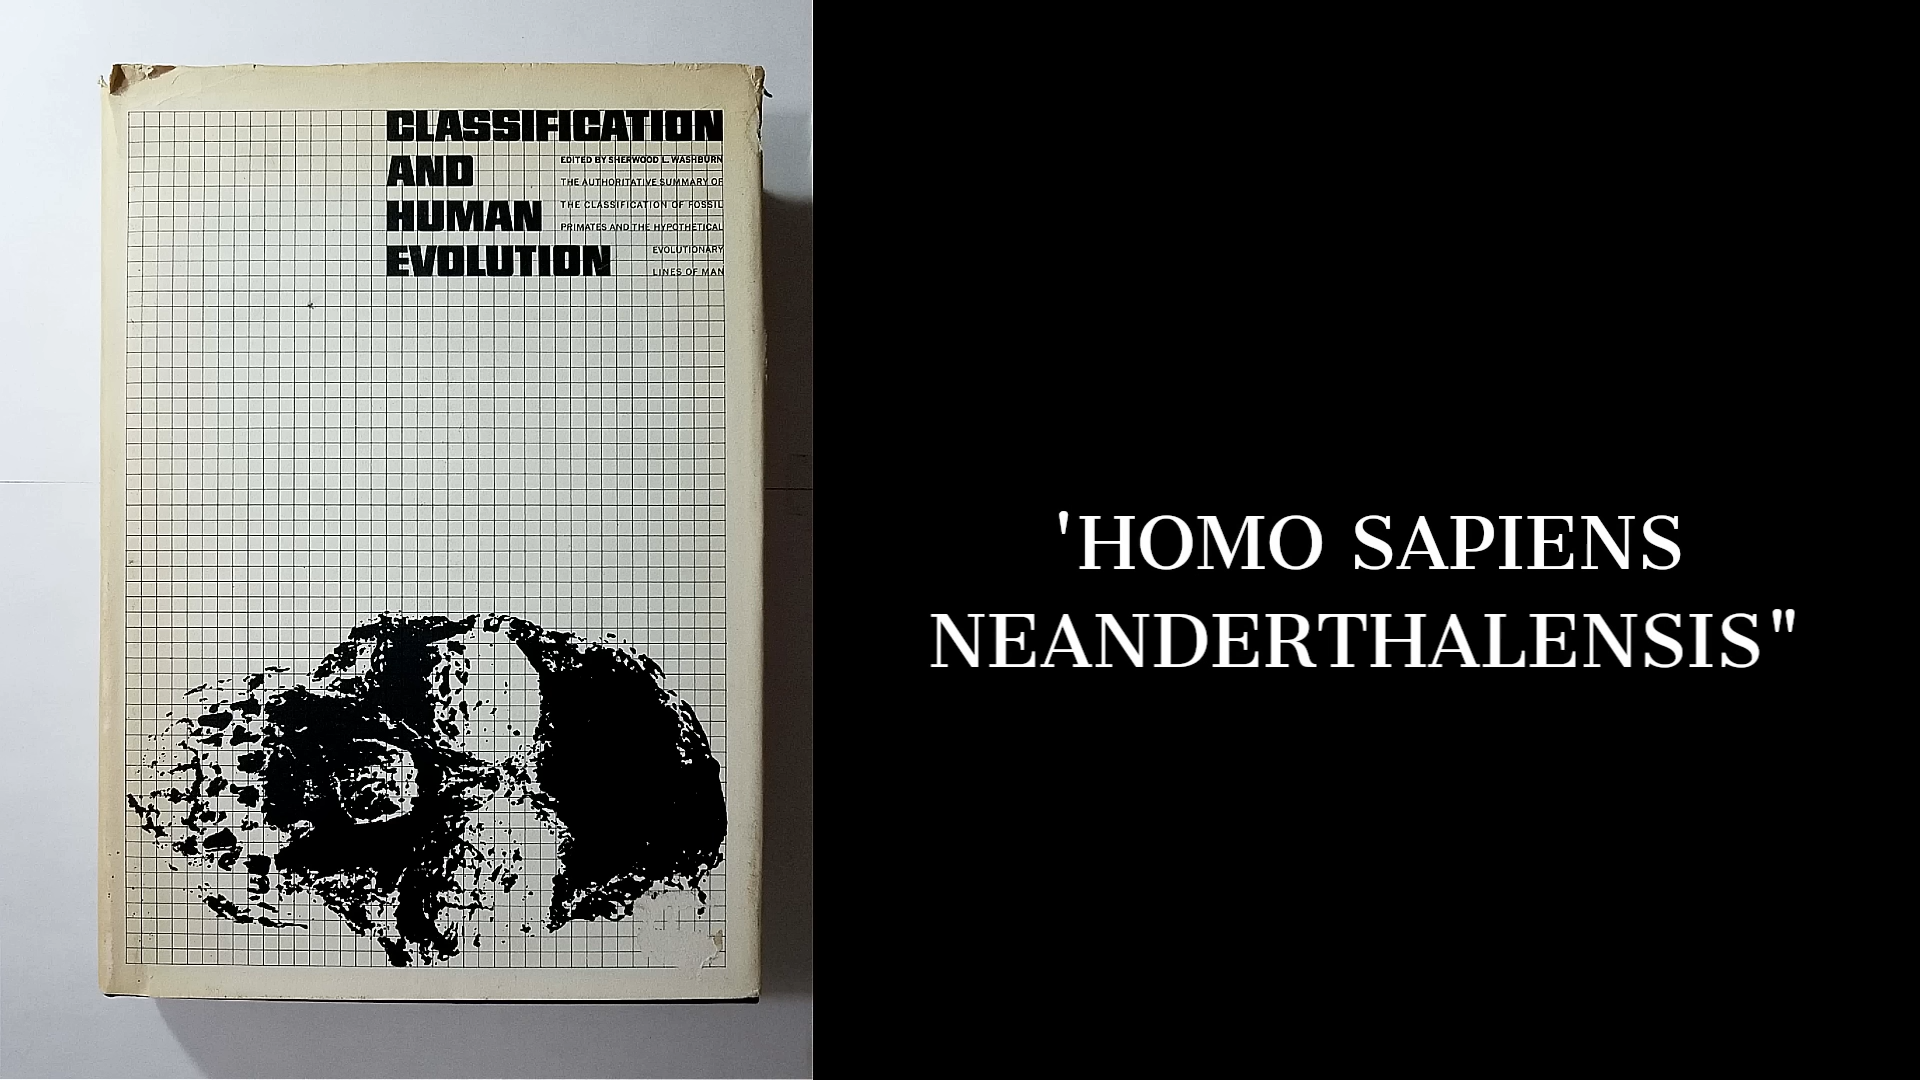 CLASSIFICATION
AND
HUMAN
EVOLUTION
EDITED BY SHERWOOD L. WASHBURN
THE AUTHORITATIVE SUMMARY OF
THE CLASSIFICATION OF FOSSIL
PRIMATES AND THE HYPOTHETICAL
EVOLUTIONARY
LINES OF MAN
'HOMO SAPIENS
NEANDERTHALENSIS"